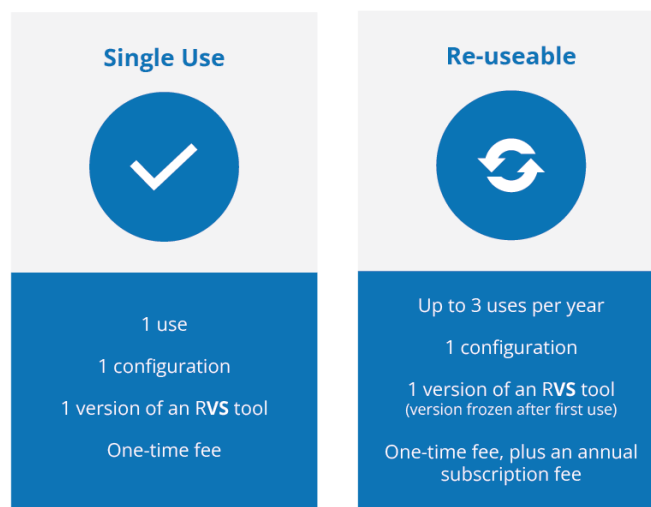 Single Use
1 use
1 configuration
1 version of an RVS tool
One-time fee
Re-useable
Up to 3 uses per year
1 configuration
1 version of an RVS tool
(version frozen after first use)
One-time fee, plus an annual
subscription fee